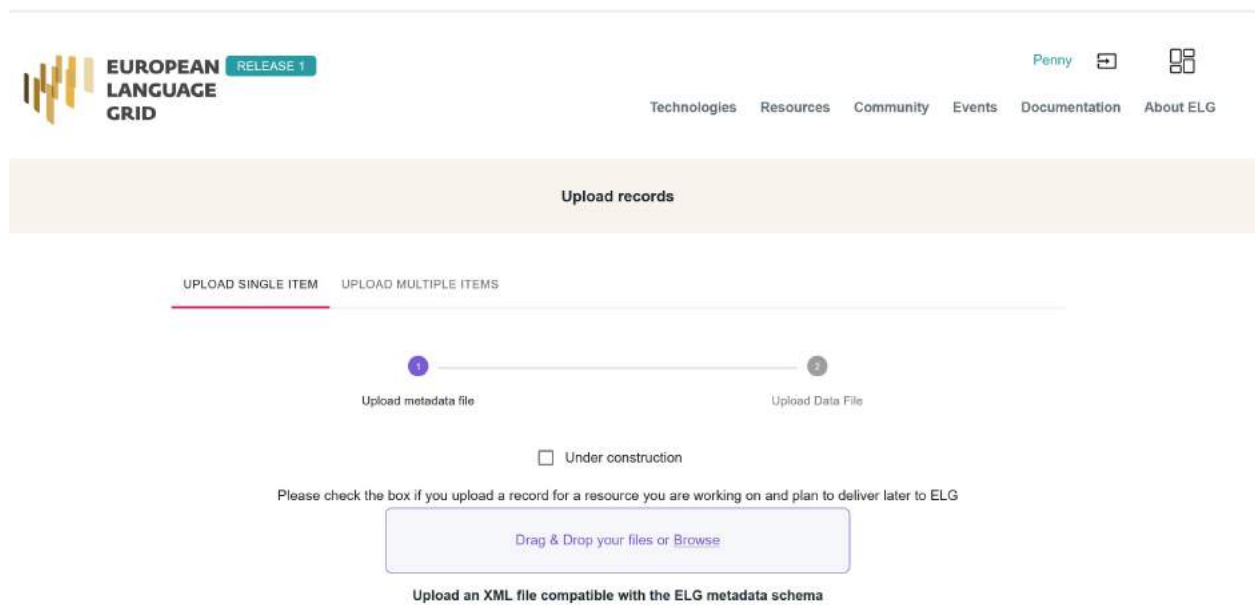 EUROPEAN RELEASE 1
LANGUAGE
GRID
Penny
Technologies Resources Community Events Documentation About ELG
Upload records
UPLOAD SINGLE ITEM UPLOAD MULTIPLE ITEMS
1 2
Upload metadata file Upload Data File
Under construction
Please check the box if you upload a record for a resource you are working on and plan to deliver later to ELG
Drag & Drop your files or Browse
Upload an XML file compatible with the ELG metadata schema